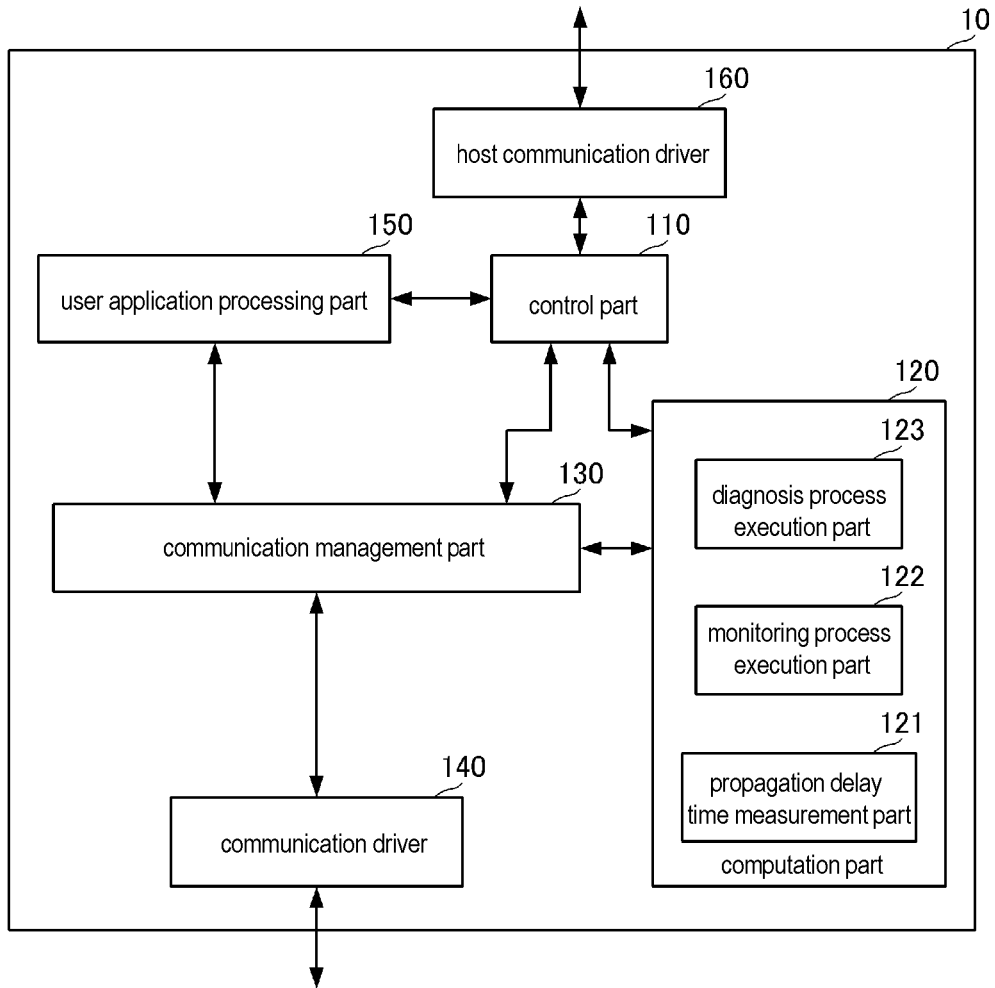 10
160
host communication driver
150
110
user application processing part
control part
120
123
diagnosis process
execution part
130
communication management part
122
monitoring process
execution part
121
propagation delay
time measurement part
computation part
140
communication driver